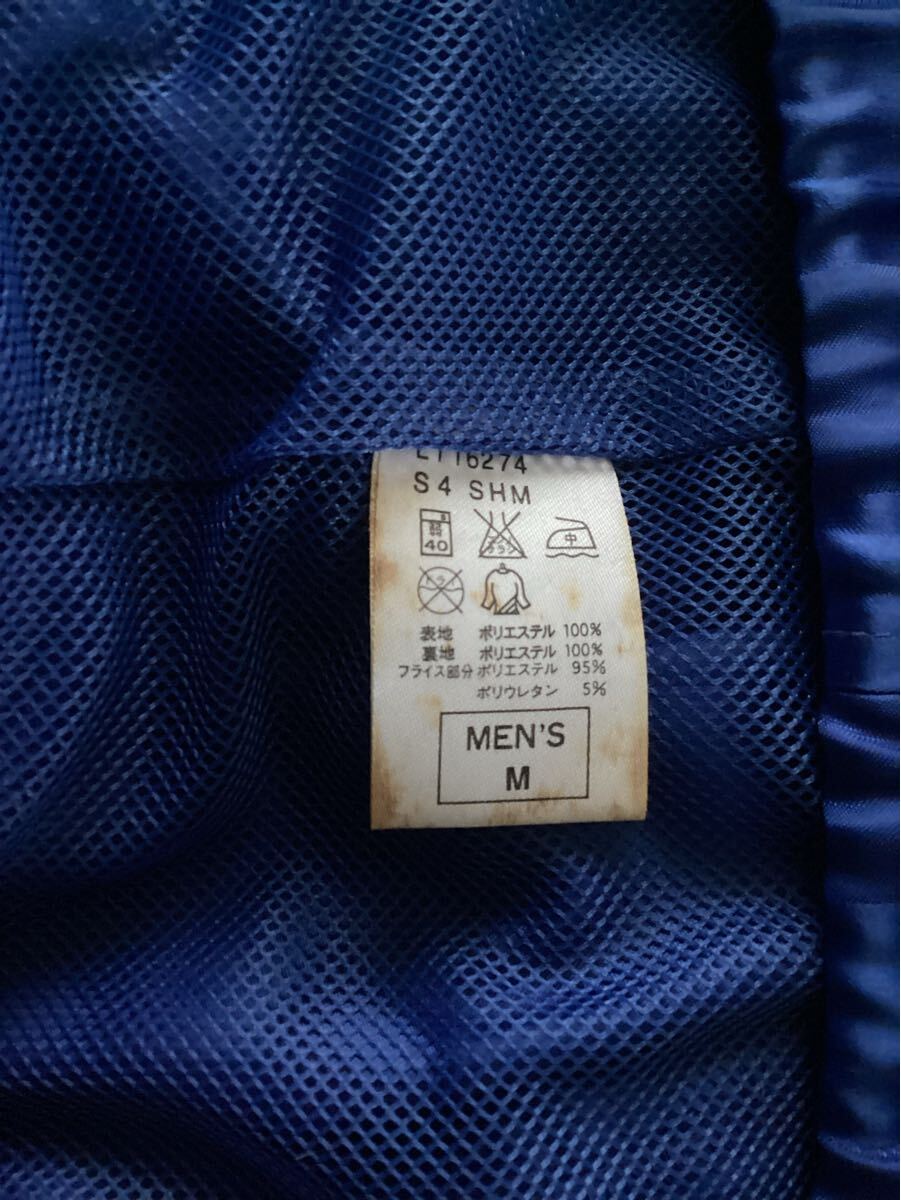 S4 SHM
40
中
表地 ポリエステル 100%
裏地 ポリエステル 100%
フライス部分 ポリエステル 95%
ポリウレタン 5%
MEN'S
M